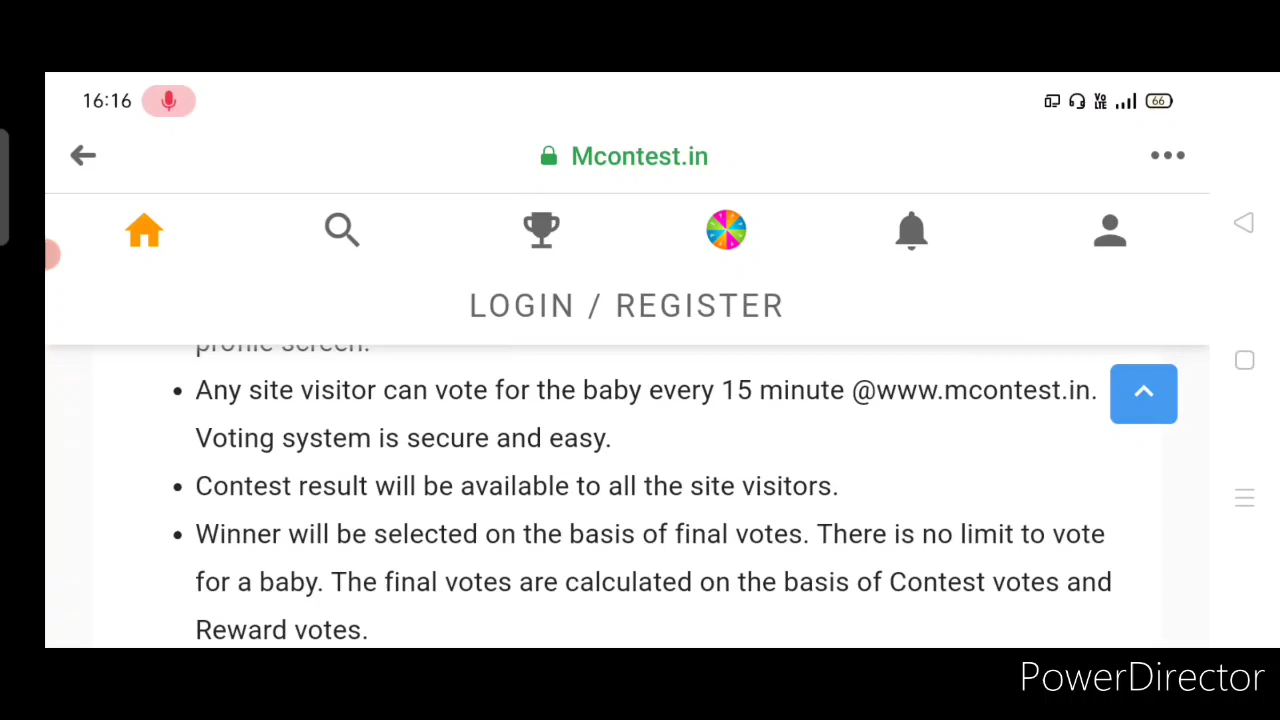 16:16
VoLTE 66
Mcontest.in
LOGIN / REGISTER
profile screen.
• Any site visitor can vote for the baby every 15 minute @www.mcontest.in.
Voting system is secure and easy.
• Contest result will be available to all the site visitors.
• Winner will be selected on the basis of final votes. There is no limit to vote
for a baby. The final votes are calculated on the basis of Contest votes and
Reward votes.
PowerDirector